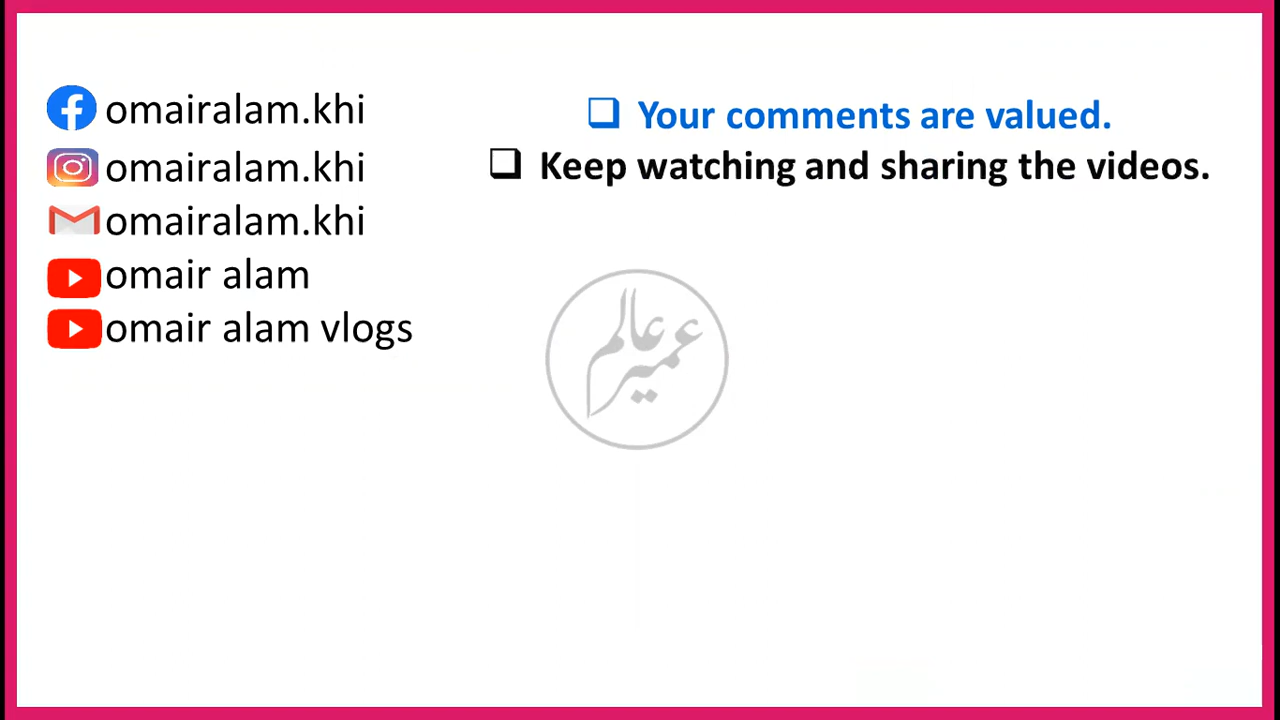 omairalam.khi
omairalam.khi
omairalam.khi
omair alam
omair alam vlogs
❑ Your comments are valued.
❑ Keep watching and sharing the videos.
عمیر عالم